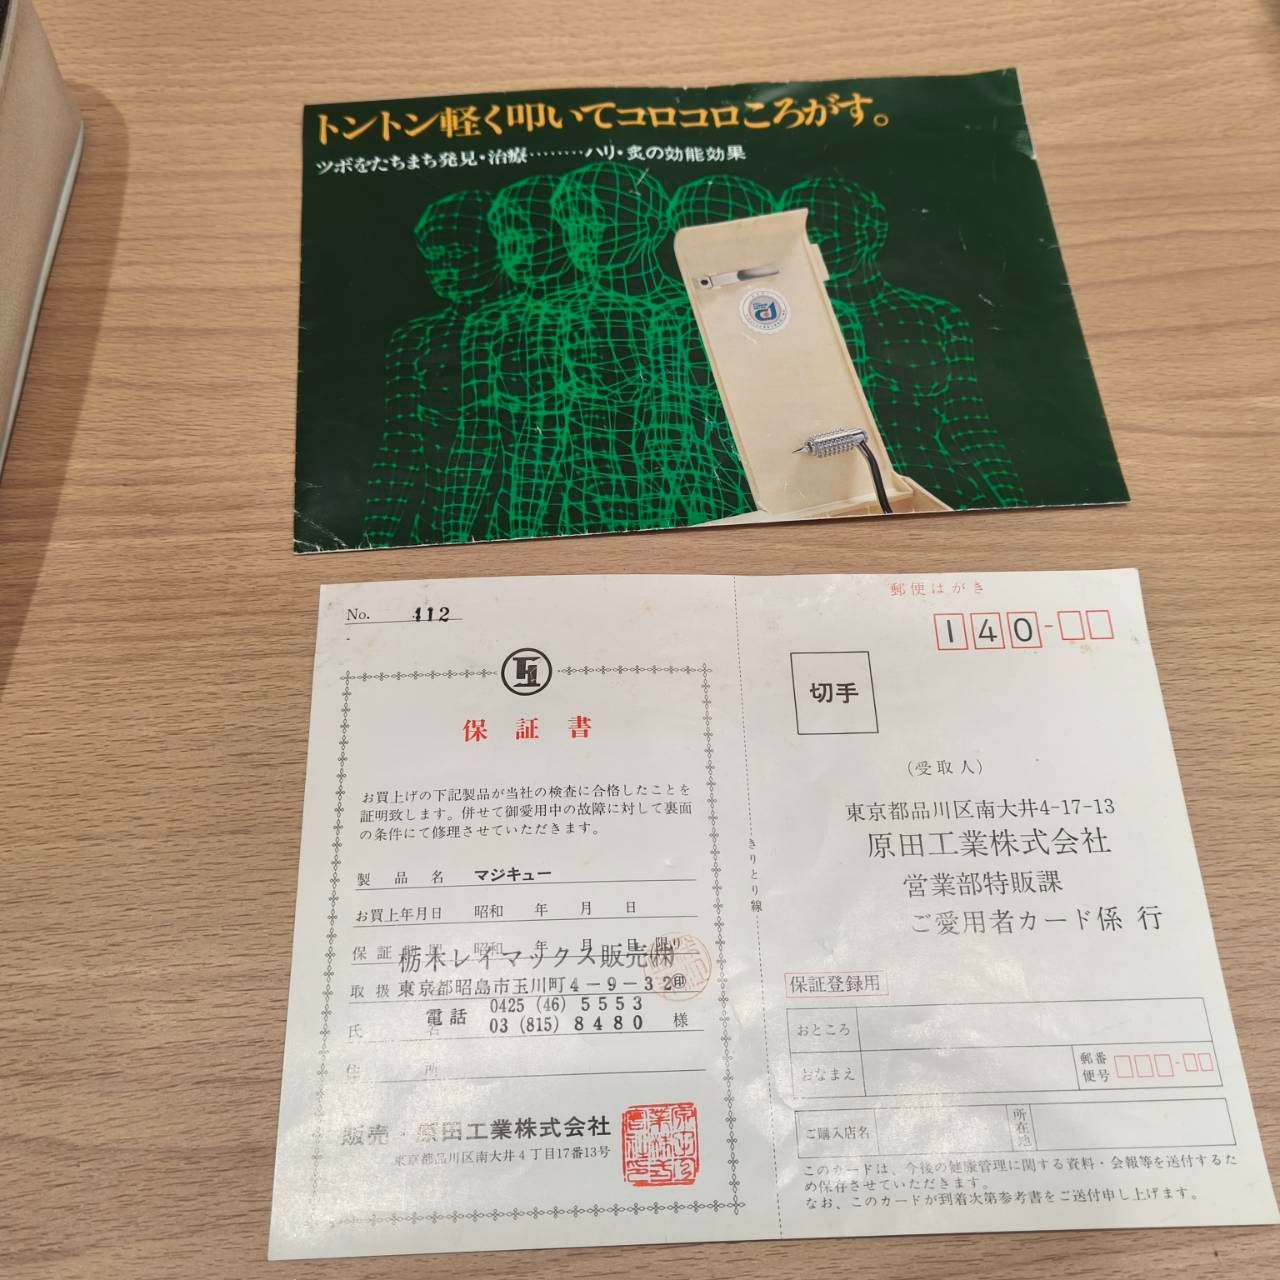 トントン軽く叩いてコロコロころがす。
ツボをたちまち発見・治療………ハリ・灸の効能効果
No. 112
保証書
お買上げの下記製品が当社の検査に合格したことを
証明致します。併せて御愛用中の故障に対して裏面
の条件にて修理させていただきます。
製品名 マジキュー
お買上年月日 昭和 年 月 日
保証期間 昭和 年 月 日限り
栃木レイマックス販売㈱
取扱 東京都昭島市玉川町4-9-32 ㊞
電話 0425(46)5553
03(815)8480
氏名 様
住所
販売 原田工業株式会社
東京都品川区南大井4丁目17番13号
きりとり線
郵便はがき
140-
切手
(受取人)
東京都品川区南大井4-17-13
原田工業株式会社
営業部特販課
ご愛用者カード係 行
保証登録用
おところ
おなまえ
郵便番号
ご購入店名
所在地
このカードは、今後の健康管理に関する資料・会報等を送付するた
め保存させていただきます。
なお、このカードが到着次第参考書をご送付申し上げます。